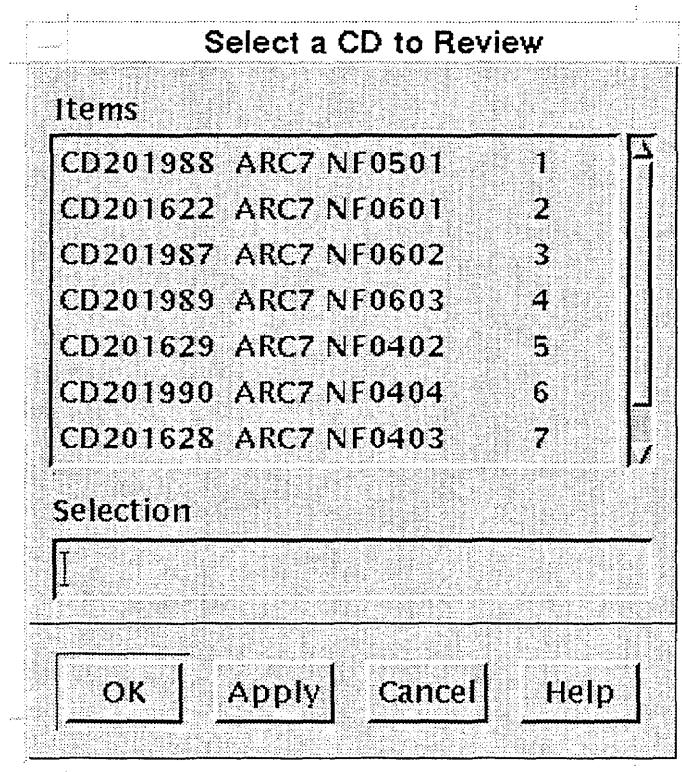 Select a CD to Review
Items
CD201988 ARC7 NF0501 1
CD201622 ARC7 NF0601 2
CD201987 ARC7 NF0602 3
CD201989 ARC7 NF0603 4
CD201629 ARC7 NF0402 5
CD201990 ARC7 NF0404 6
CD201628 ARC7 NF0403 7
Selection
OK Apply Cancel Help